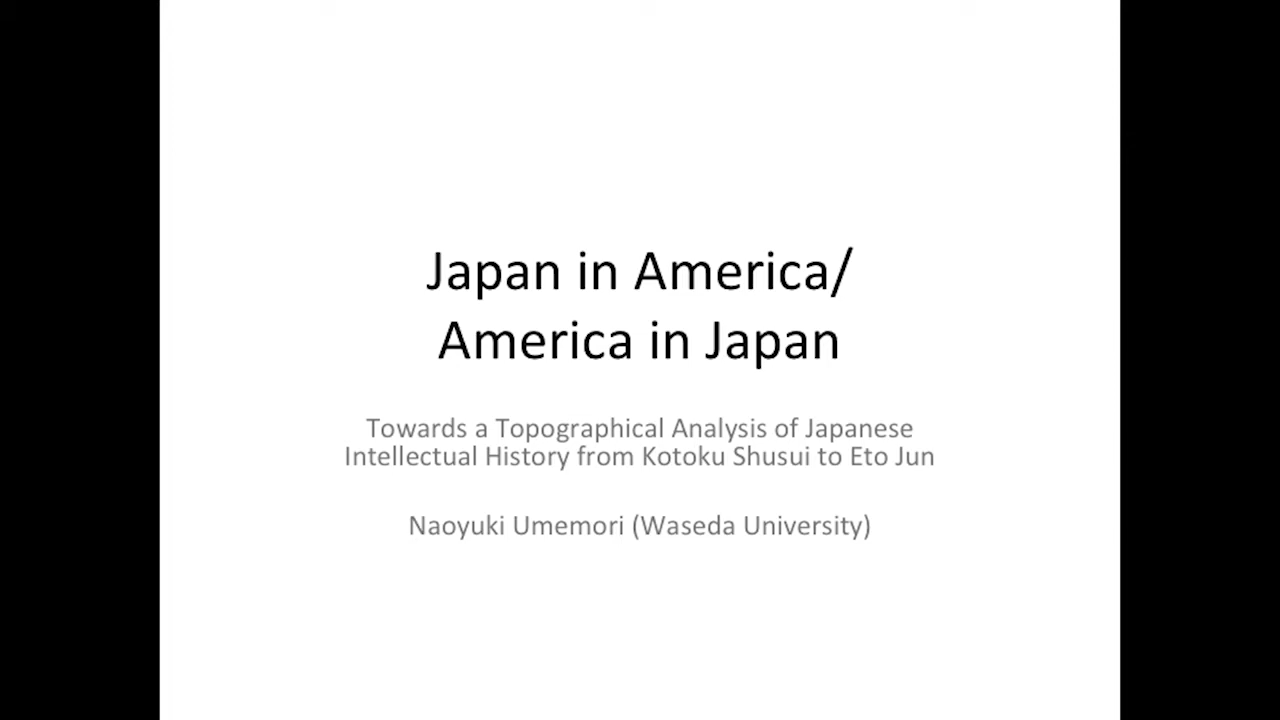 Japan in America/
America in Japan
Towards a Topographical Analysis of Japanese
Intellectual History from Kotoku Shusui to Eto Jun
Naoyuki Umemori (Waseda University)